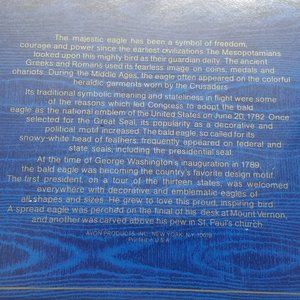 The majestic eagle has been a symbol of freedom,
courage and power since the earliest civilizations. The Mesopotamians
looked upon this mighty bird as their guardian deity. The ancient
Greeks and Romans used its fearless image on coins, medals and
chariots. During the Middle Ages, the eagle often appeared on the colorful
heraldic garments worn by the Crusaders.
Its traditional symbolic meaning and stateliness in flight were some
of the reasons which led Congress to adopt the bald
eagle as the national emblem of the United States on June 20, 1782. Once
selected for the Great Seal, its popularity as a decorative and
political motif increased. The bald eagle, so called for its
snowy-white head of feathers, frequently appeared on federal and
state seals, including the presidential seal.
At the time of George Washington's inauguration in 1789,
the bald eagle was becoming the country's favorite design motif.
The first president, on a tour of the thirteen states, was welcomed
everywhere with decorative and emblematic eagles of
all shapes and sizes. He grew to love this proud, inspiring bird.
A spread eagle was perched on the finial of his desk at Mount Vernon,
and another was carved above his pew in St. Paul's church.
AVON PRODUCTS, INC., NEW YORK, N.Y. 10019
Printed in U.S.A.